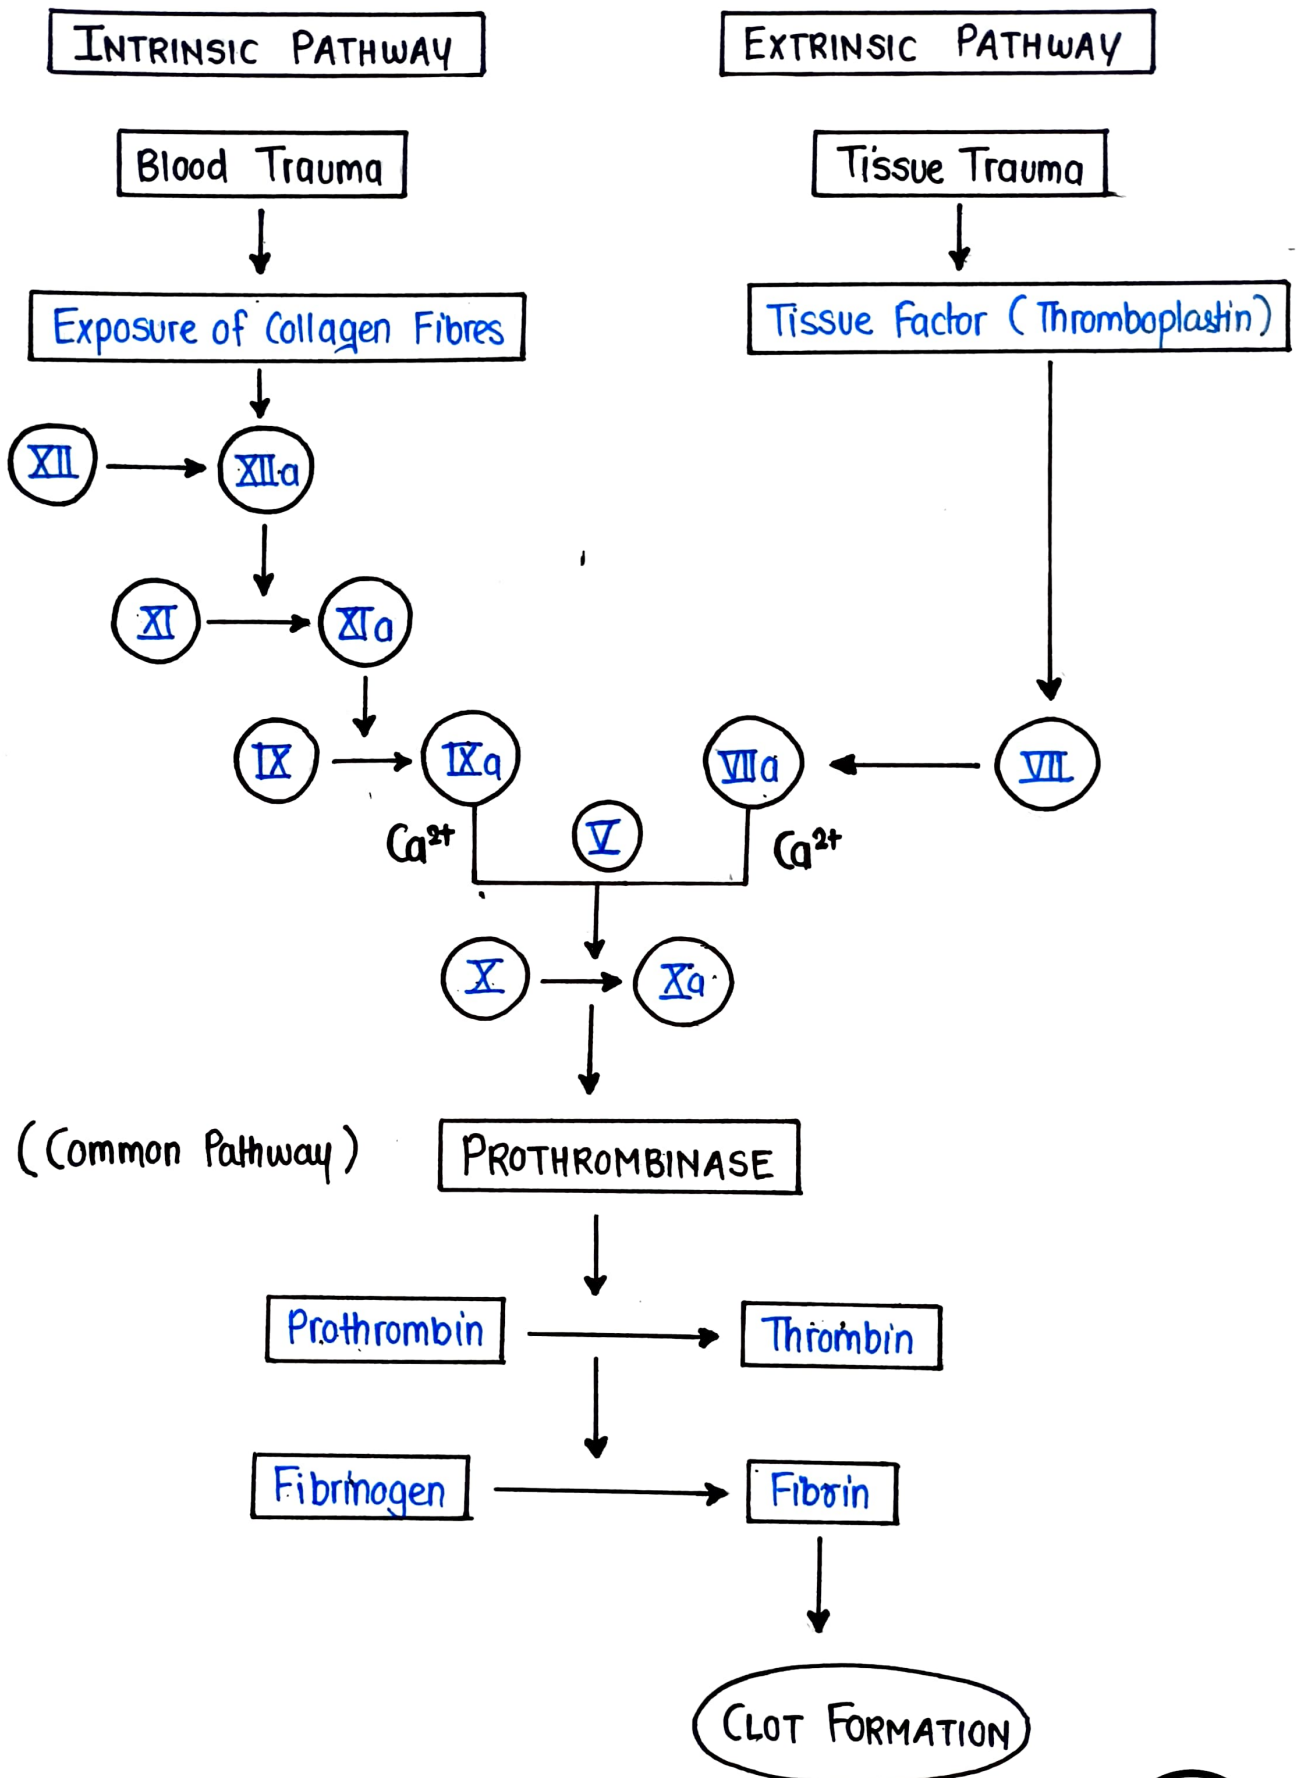 INTRINSIC PATHWAY
EXTRINSIC PATHWAY
Blood Trauma
Tissue Trauma
Exposure of Collagen Fibres
Tissue Factor (Thromboplastin)
XII
XIIa
XI
XIa
IX
IXa
VIIa
VII
Ca²⁺
V
Ca²⁺
X
Xa
(Common Pathway)
PROTHROMBINASE
Prothrombin
Thrombin
Fibrinogen
Fibrin
CLOT FORMATION